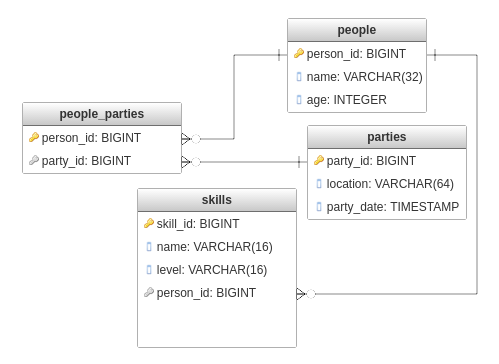 people
person_id: BIGINT
name: VARCHAR(32)
age: INTEGER
people_parties
person_id: BIGINT
party_id: BIGINT
parties
party_id: BIGINT
location: VARCHAR(64)
party_date: TIMESTAMP
skills
skill_id: BIGINT
name: VARCHAR(16)
level: VARCHAR(16)
person_id: BIGINT